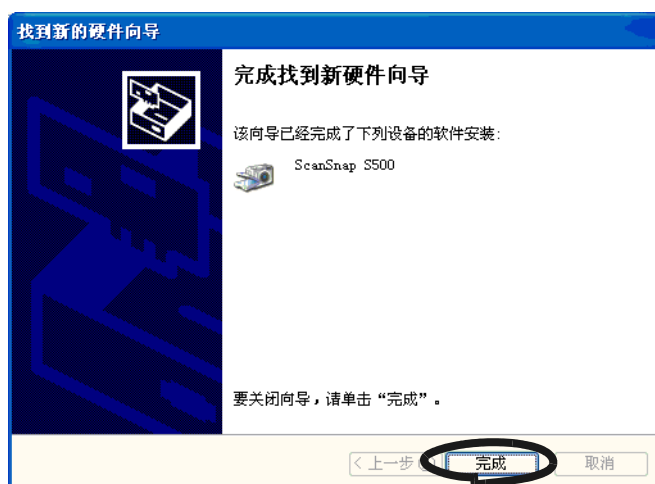 找到新的硬件向导
完成找到新硬件向导
该向导已经完成了下列设备的软件安装:
ScanSnap S500
要关闭向导，请单击“完成”。
<上一步 完成 取消